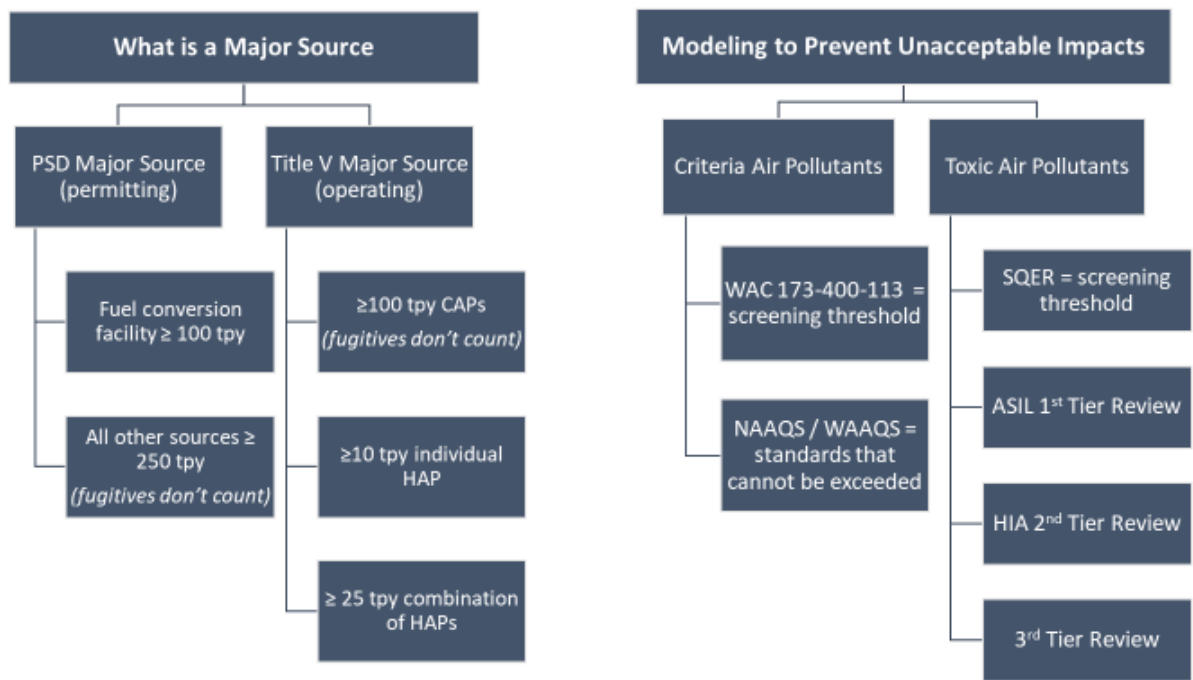 What is a Major Source
PSD Major Source
(permitting)
Fuel conversion
facility ≥ 100 tpy
All other sources ≥
250 tpy
(fugitives don't count)
Title V Major Source
(operating)
≥100 tpy CAPs
(fugitives don't count)
≥10 tpy individual
HAP
≥ 25 tpy combination
of HAPs
Modeling to Prevent Unacceptable Impacts
Criteria Air Pollutants
WAC 173-400-113 =
screening threshold
NAAQS / WAAQS =
standards that
cannot be exceeded
Toxic Air Pollutants
SQER = screening
threshold
ASIL 1st Tier Review
HIA 2nd Tier Review
3rd Tier Review